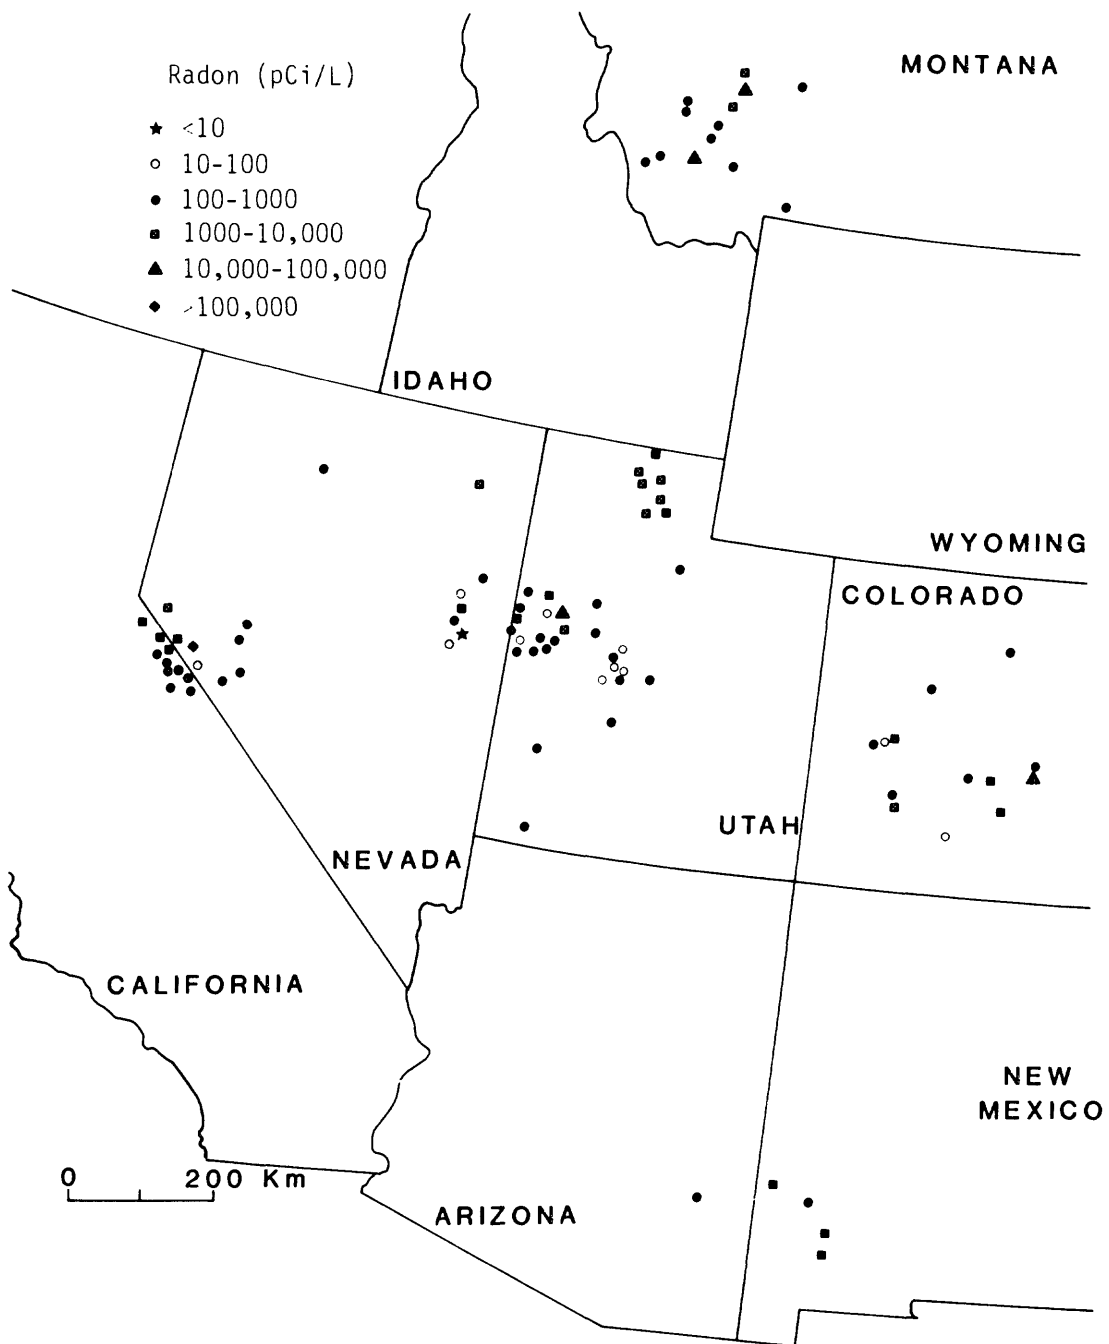 Radon (pCi/L)
<10
10-100
100-1000
1000-10,000
10,000-100,000
>100,000
MONTANA
IDAHO
WYOMING
COLORADO
UTAH
NEVADA
CALIFORNIA
NEW
MEXICO
0 200 Km
ARIZONA